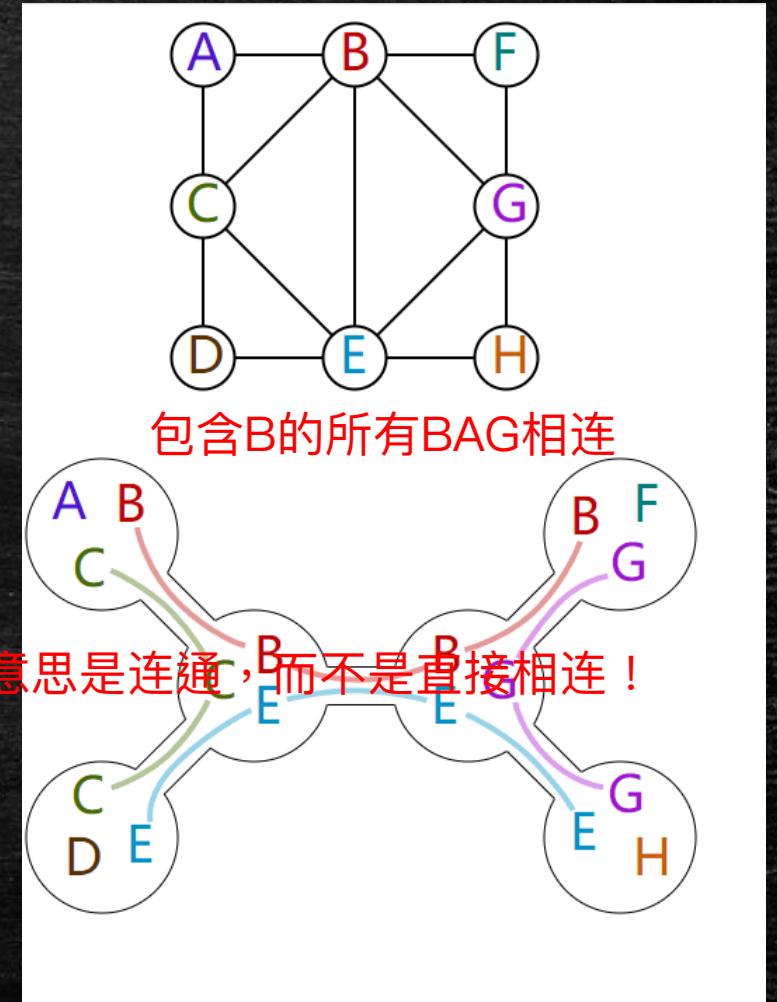 A B F
C G
D E H
包含B的所有BAG相连
A B B F
C G
B B
意思是连通，而不是直接相连！
C G
E E
C G
D E E H